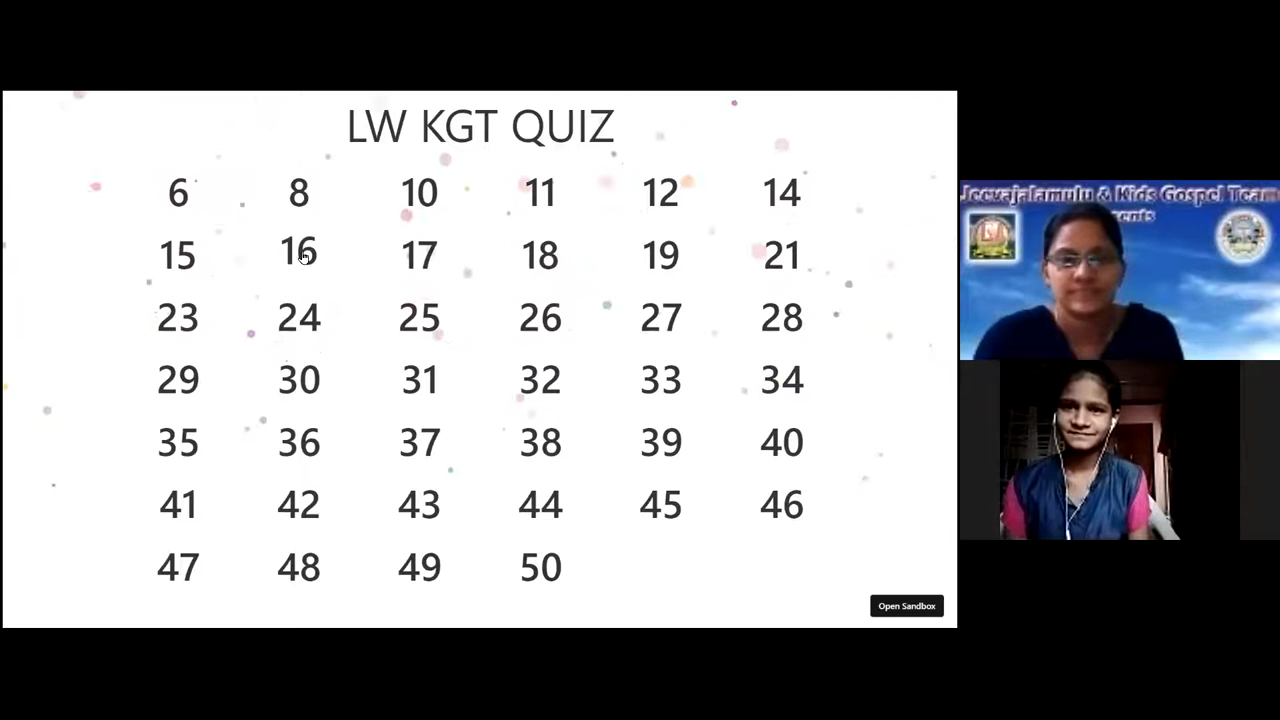 LW KGT QUIZ
6 8 10 11 12 14
15 16 17 18 19 21
23 24 25 26 27 28
29 30 31 32 33 34
35 36 37 38 39 40
41 42 43 44 45 46
47 48 49 50
Open Sandbox
Jeevajalamulu & Kids Gospel Team